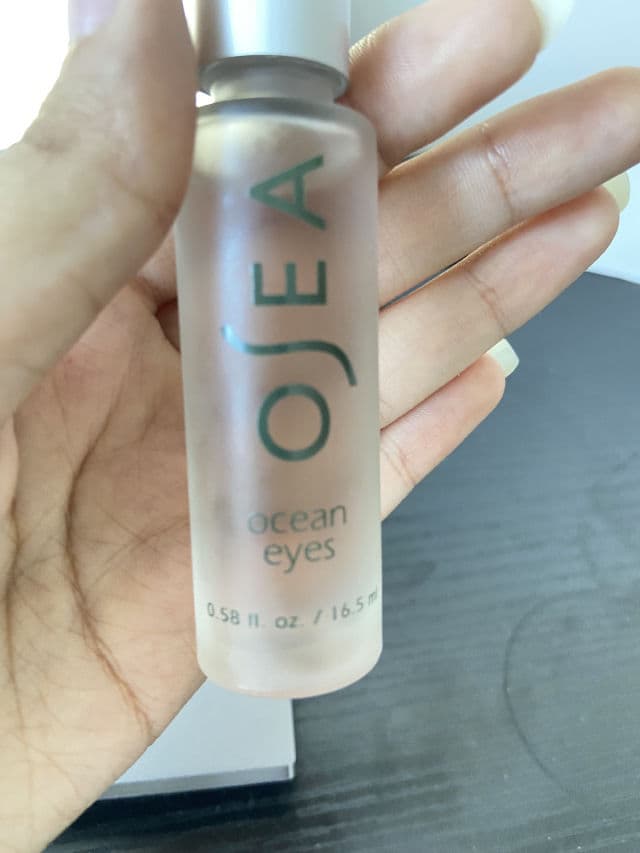 OSEA
ocean
eyes
0.58 fl. oz. / 16.5 ml